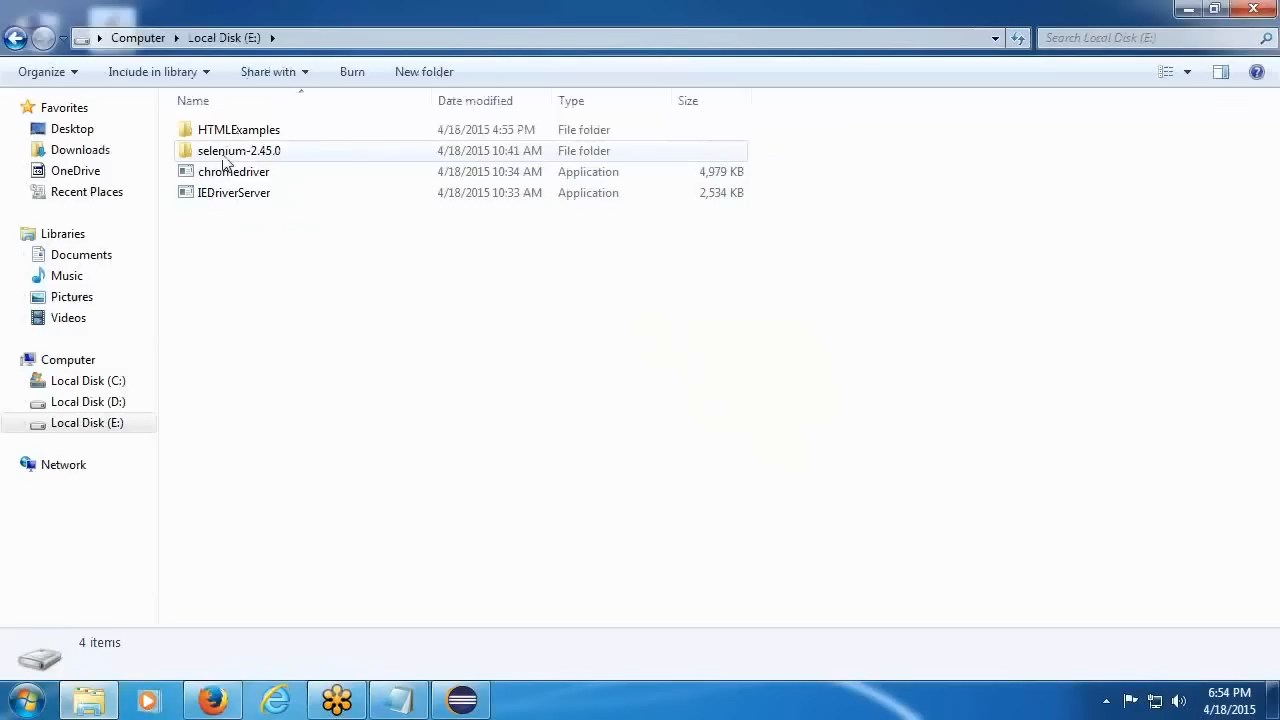 Computer Local Disk (E:)
Search Local Disk (E:)
Organize Include in library Share with Burn New folder
Name Date modified Type Size
Favorites
Desktop
Downloads
OneDrive
Recent Places
Libraries
Documents
Music
Pictures
Videos
Computer
Local Disk (C:)
Local Disk (D:)
Local Disk (E:)
Network
HTMLExamples 4/18/2015 4:55 PM File folder
selenium-2.45.0 4/18/2015 10:41 AM File folder
chromedriver 4/18/2015 10:34 AM Application 4,979 KB
IEDriverServer 4/18/2015 10:33 AM Application 2,534 KB
4 items
6:54 PM
4/18/2015